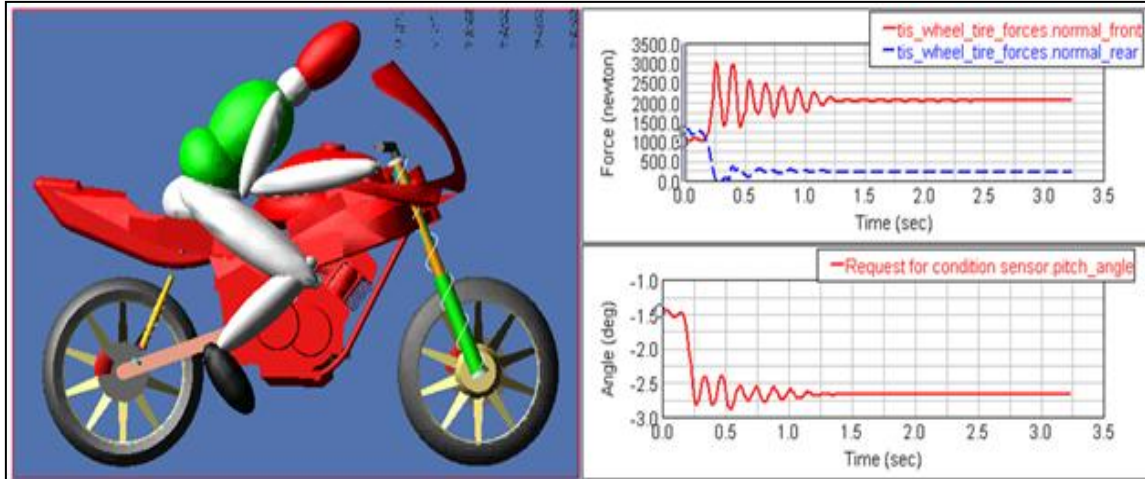 tis_wheel_tire_forces.normal_front
tis_wheel_tire_forces.normal_rear
3500.0
3000.0
2500.0
2000.0
1500.0
1000.0
500.0
0.0
Force (newton)
0.0 0.5 1.0 1.5 2.0 2.5 3.0 3.5
Time (sec)
Request for condition sensor.pitch_angle
-1.0
-1.5
-2.0
-2.5
-3.0
Angle (deg)
0.0 0.5 1.0 1.5 2.0 2.5 3.0 3.5
Time (sec)